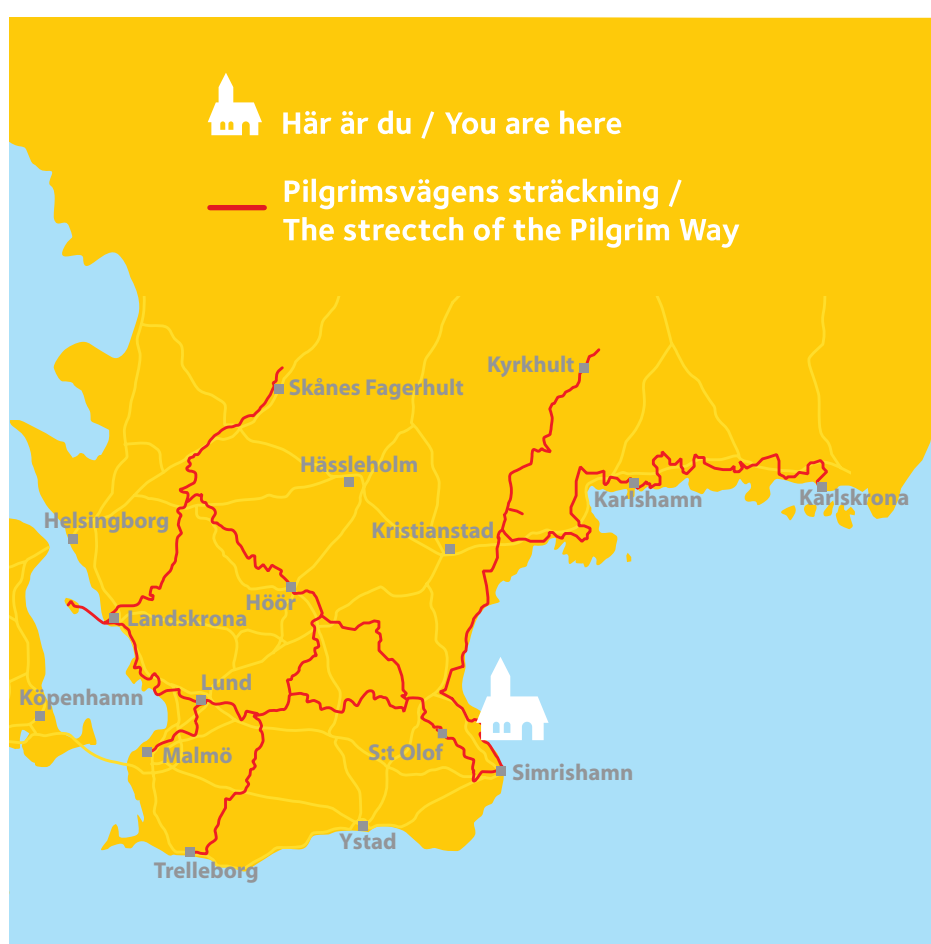 Här är du / You are here
Pilgrimsvägens sträckning /
The strectch of the Pilgrim Way
Kyrkhult
Skånes Fagerhult
Hässleholm
Karlshamn
Karlskrona
Helsingborg
Kristianstad
Höör
Landskrona
Lund
Köpenhamn
Malmö
S:t Olof
Simrishamn
Ystad
Trelleborg